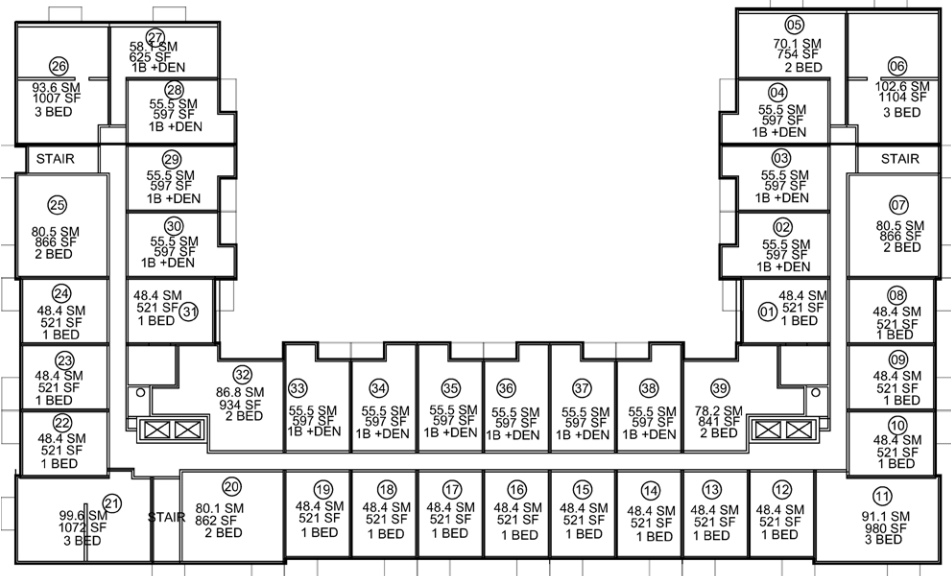 26
93.6 SM
1007 SF
3 BED
27
58.1 SM
625 SF
1B +DEN
28
55.5 SM
597 SF
1B +DEN
STAIR
29
55.5 SM
597 SF
1B +DEN
25
80.5 SM
866 SF
2 BED
30
55.5 SM
597 SF
1B +DEN
24
48.4 SM
521 SF
1 BED
48.4 SM
521 SF
1 BED
31
23
48.4 SM
521 SF
1 BED
22
48.4 SM
521 SF
1 BED
21
99.6 SM
1072 SF
3 BED
STAIR
05
70.1 SM
754 SF
2 BED
06
102.6 SM
1104 SF
3 BED
04
55.5 SM
597 SF
1B +DEN
STAIR
03
55.5 SM
597 SF
1B +DEN
07
80.5 SM
866 SF
2 BED
02
55.5 SM
597 SF
1B +DEN
01
48.4 SM
521 SF
1 BED
08
48.4 SM
521 SF
1 BED
09
48.4 SM
521 SF
1 BED
10
48.4 SM
521 SF
1 BED
32
86.8 SM
934 SF
2 BED
33
55.5 SM
597 SF
1B +DEN
34
55.5 SM
597 SF
1B +DEN
35
55.5 SM
597 SF
1B +DEN
36
55.5 SM
597 SF
1B +DEN
37
55.5 SM
597 SF
1B +DEN
38
55.5 SM
597 SF
1B +DEN
39
78.2 SM
841 SF
2 BED
20
80.1 SM
862 SF
2 BED
19
48.4 SM
521 SF
1 BED
18
48.4 SM
521 SF
1 BED
17
48.4 SM
521 SF
1 BED
16
48.4 SM
521 SF
1 BED
15
48.4 SM
521 SF
1 BED
14
48.4 SM
521 SF
1 BED
13
48.4 SM
521 SF
1 BED
12
48.4 SM
521 SF
1 BED
11
91.1 SM
980 SF
3 BED